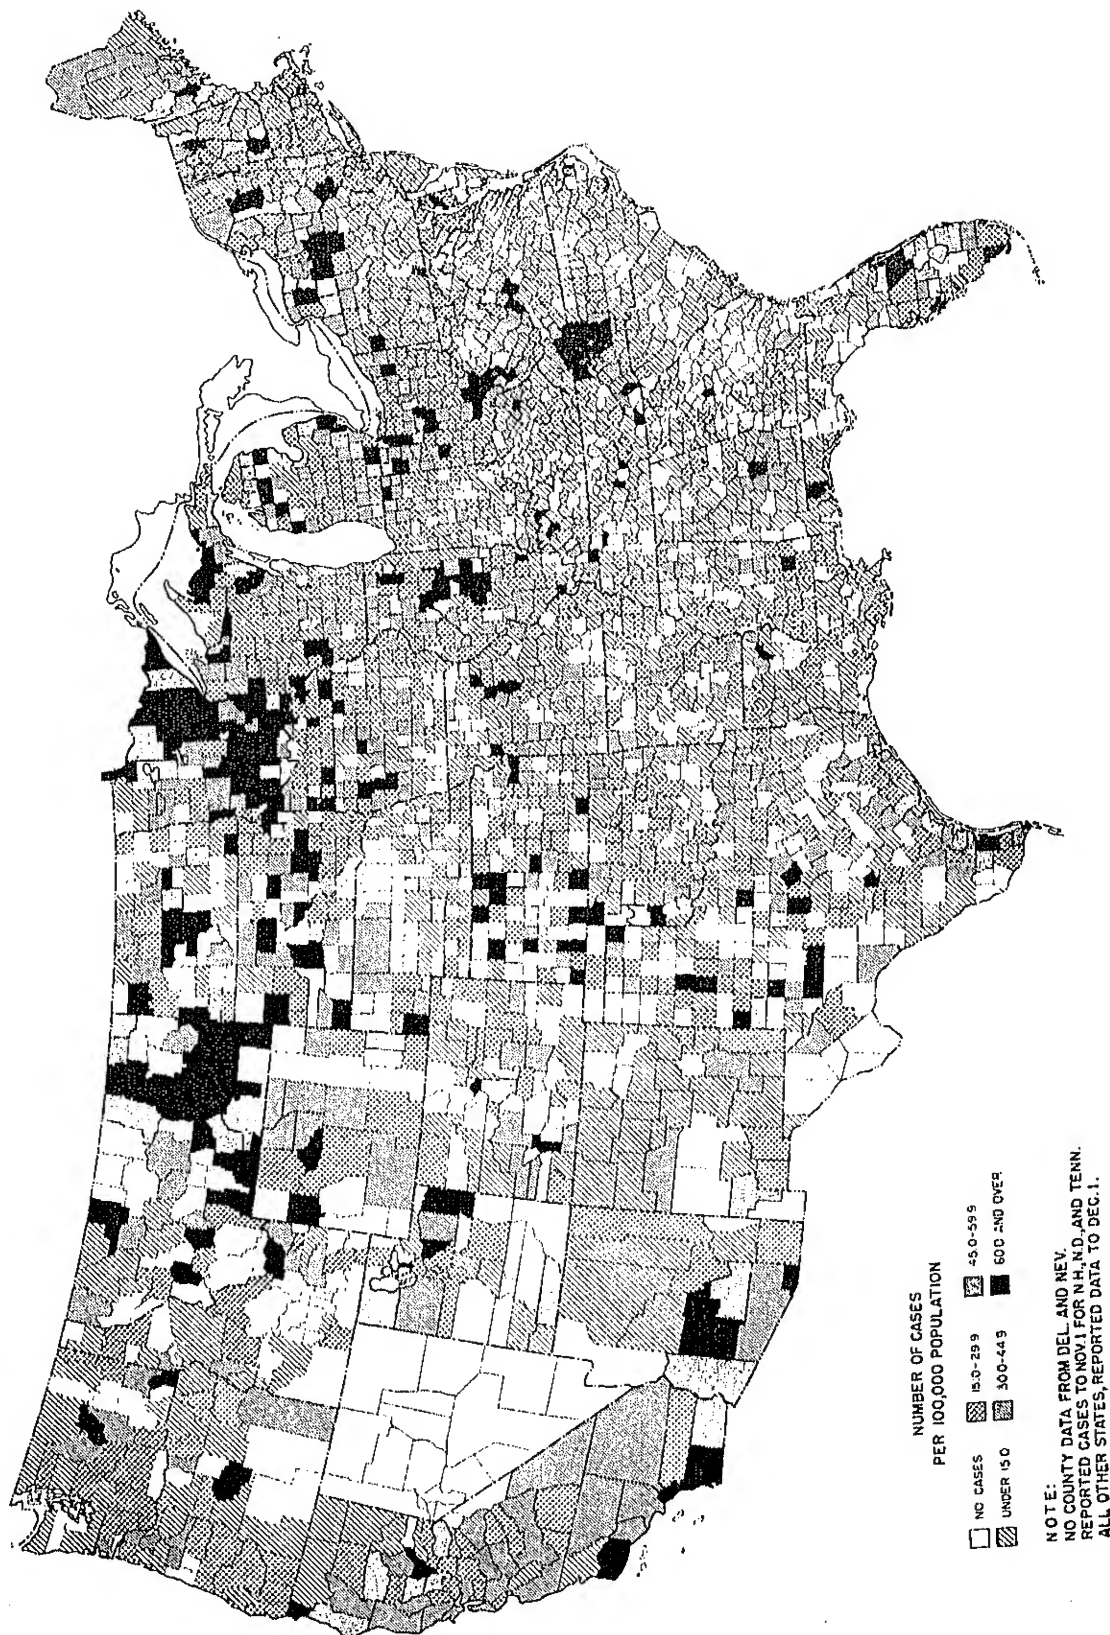 NUMBER OF CASES
PER 100,000 POPULATION
NO CASES
UNDER 15.0
15.0-29.9
30.0-44.9
45.0-59.9
60.0 AND OVER
NOTE:
NO COUNTY DATA FROM DEL. AND NEV.
REPORTED CASES TO NOV.1 FOR N.H., N.D., AND TENN.
ALL OTHER STATES, REPORTED DATA TO DEC. 1.